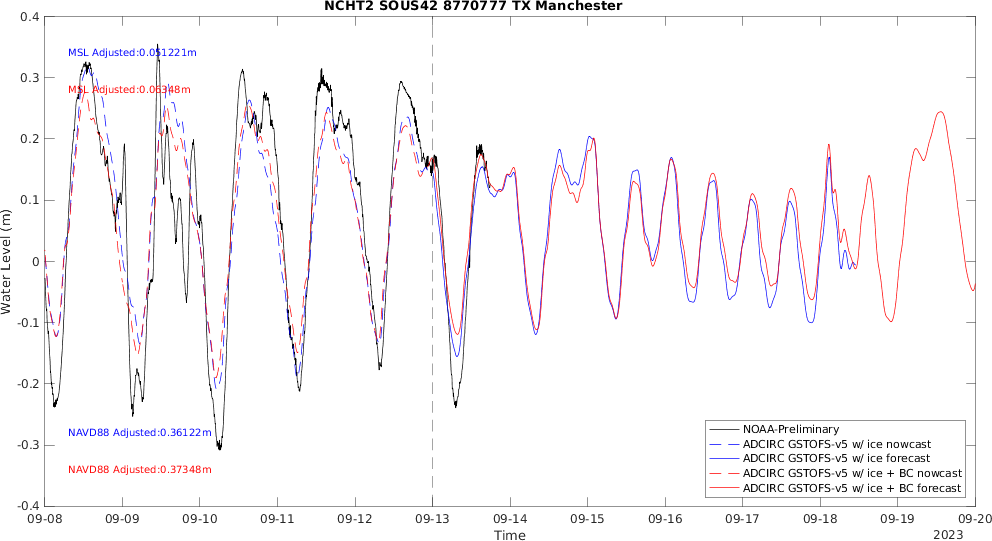 NCHT2 SOUS42 8770777 TX Manchester
0.4
0.3
0.2
0.1
0
-0.1
-0.2
-0.3
-0.4
Water Level (m)
MSL Adjusted:0.051221m
MSL Adjusted:0.06348m
NAVD88 Adjusted:0.36122m
NAVD88 Adjusted:0.37348m
NOAA-Preliminary
ADCIRC GSTOFS-v5 w/ ice nowcast
ADCIRC GSTOFS-v5 w/ ice forecast
ADCIRC GSTOFS-v5 w/ ice + BC nowcast
ADCIRC GSTOFS-v5 w/ ice + BC forecast
09-08 09-09 09-10 09-11 09-12 09-13 09-14 09-15 09-16 09-17 09-18 09-19 09-20
Time
2023